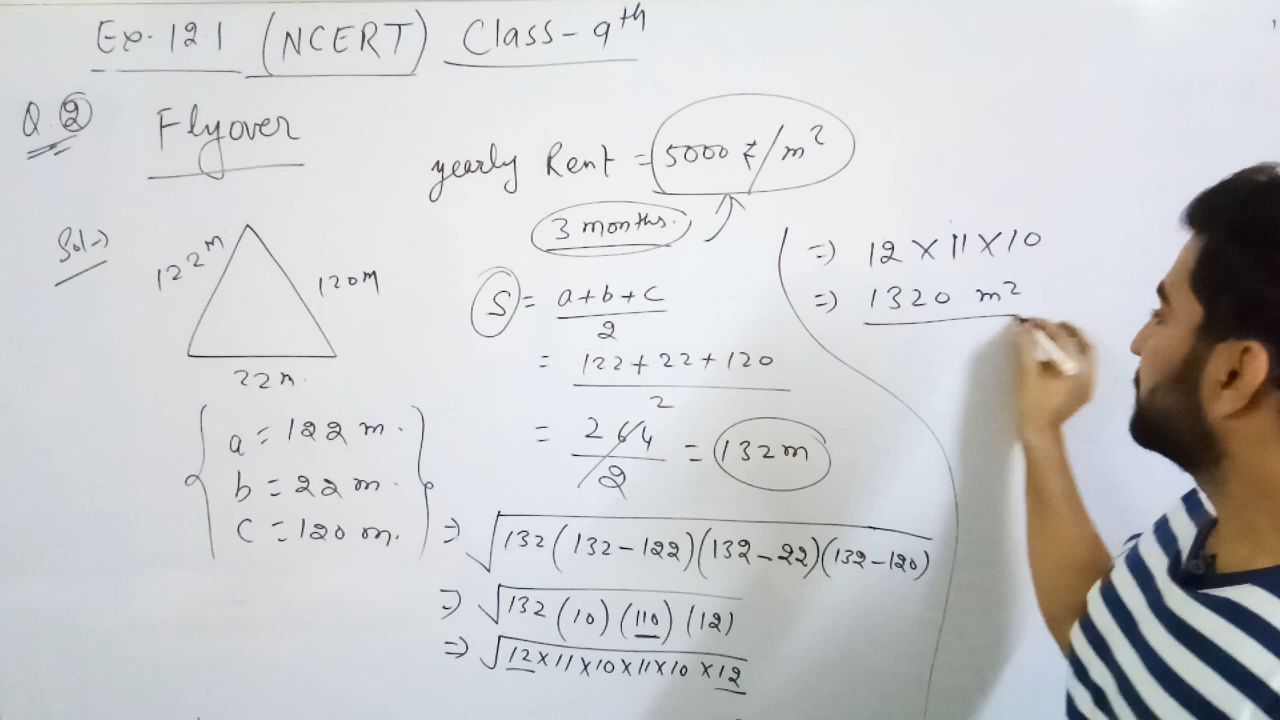 Ex. 12.1 (NCERT) Class-9th
Q. 2 Flyover
yearly Rent = 5000 ₹/m²
3 months.
Sol→
122 m
120m
22m.
a = 122 m.
b = 22 m.
c = 120 m.
S = a+b+c/2
= 122+22+120/2
= 264/2 = 132m
2
⇒ √132(132-122)(132-22)(132-120)
⇒ √132(10)(110)(12)
⇒ √12×11×10×11×10×12
⇒ 12×11×10
⇒ 1320 m²